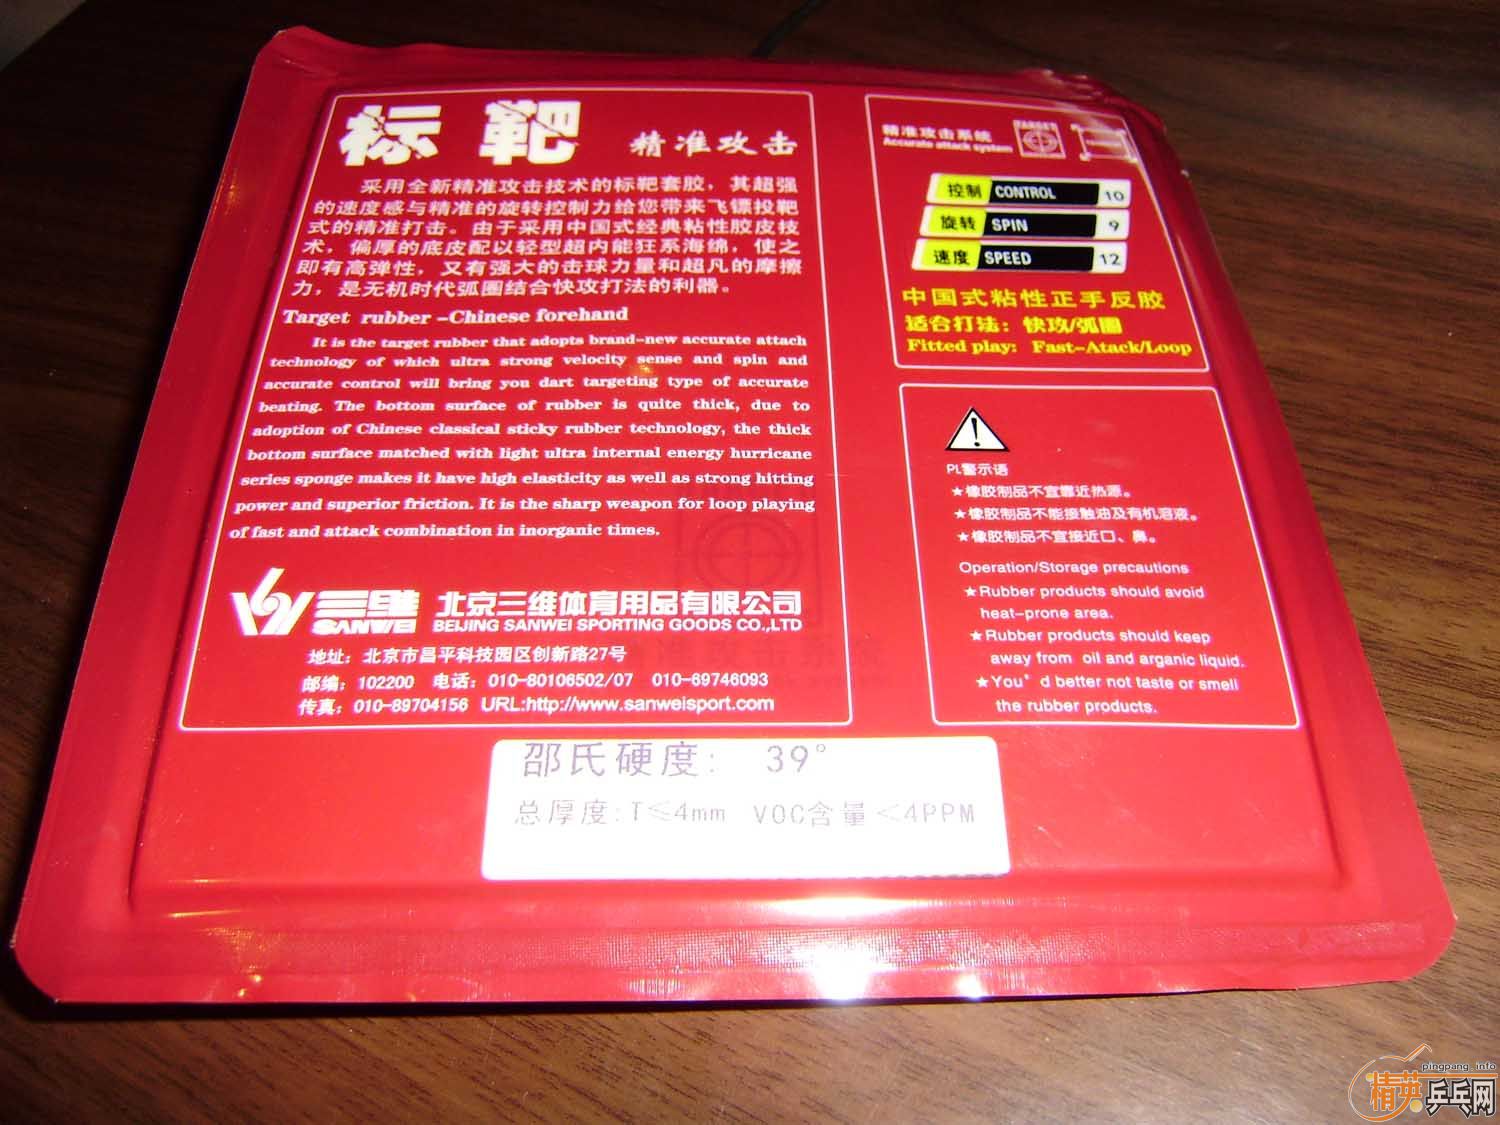 标靶 精准攻击
采用全新精准攻击技术的标靶套胶，其超强
的速度感与精准的旋转控制力给您带来飞镖投靶
式的精准打击。由于采用中国式经典粘性胶皮技
术，偏厚的底皮配以轻型超内能狂系海绵，使之
即有高弹性，又有强大的击球力量和超凡的摩擦
力，是无机时代弧圈结合快攻打法的利器。
Target rubber -Chinese forehand
It is the target rubber that adopts brand-new accurate attach
technology of which ultra strong velocity sense and spin and
accurate control will bring you dart targeting type of accurate
beating. The bottom surface of rubber is quite thick, due to
adoption of Chinese classical sticky rubber technology, the thick
bottom surface matched with light ultra internal energy hurricane
series sponge makes it have high elasticity as well as strong hitting
power and superior friction. It is the sharp weapon for loop playing
of fast and attack combination in inorganic times.
三维 SANWEI
北京三维体育用品有限公司
BEIJING SANWEI SPORTING GOODS CO.,LTD
地址：北京市昌平科技园区创新路27号
邮编：102200 电话：010-80106502/07 010-69746093
传真：010-89704156 URL:http://www.sanweisport.com
精准攻击系统
Accurate attack system
TARGET
控制 CONTROL 10
旋转 SPIN 9
速度 SPEED 12
中国式粘性正手反胶
适合打法：快攻/弧圈
Fitted play: Fast-Atack/Loop
PL警示语
★橡胶制品不宜靠近热源。
★橡胶制品不能接触油及有机溶液。
★橡胶制品不宜接近口、鼻。
Operation/Storage precautions
★Rubber products should avoid
heat-prone area.
★Rubber products should keep
away from oil and arganic liquid.
★You'd better not taste or smell
the rubber products.
邵氏硬度: 39°
总厚度:T≤4mm VOC含量<4PPM
pingpang.info
精英乒乓网